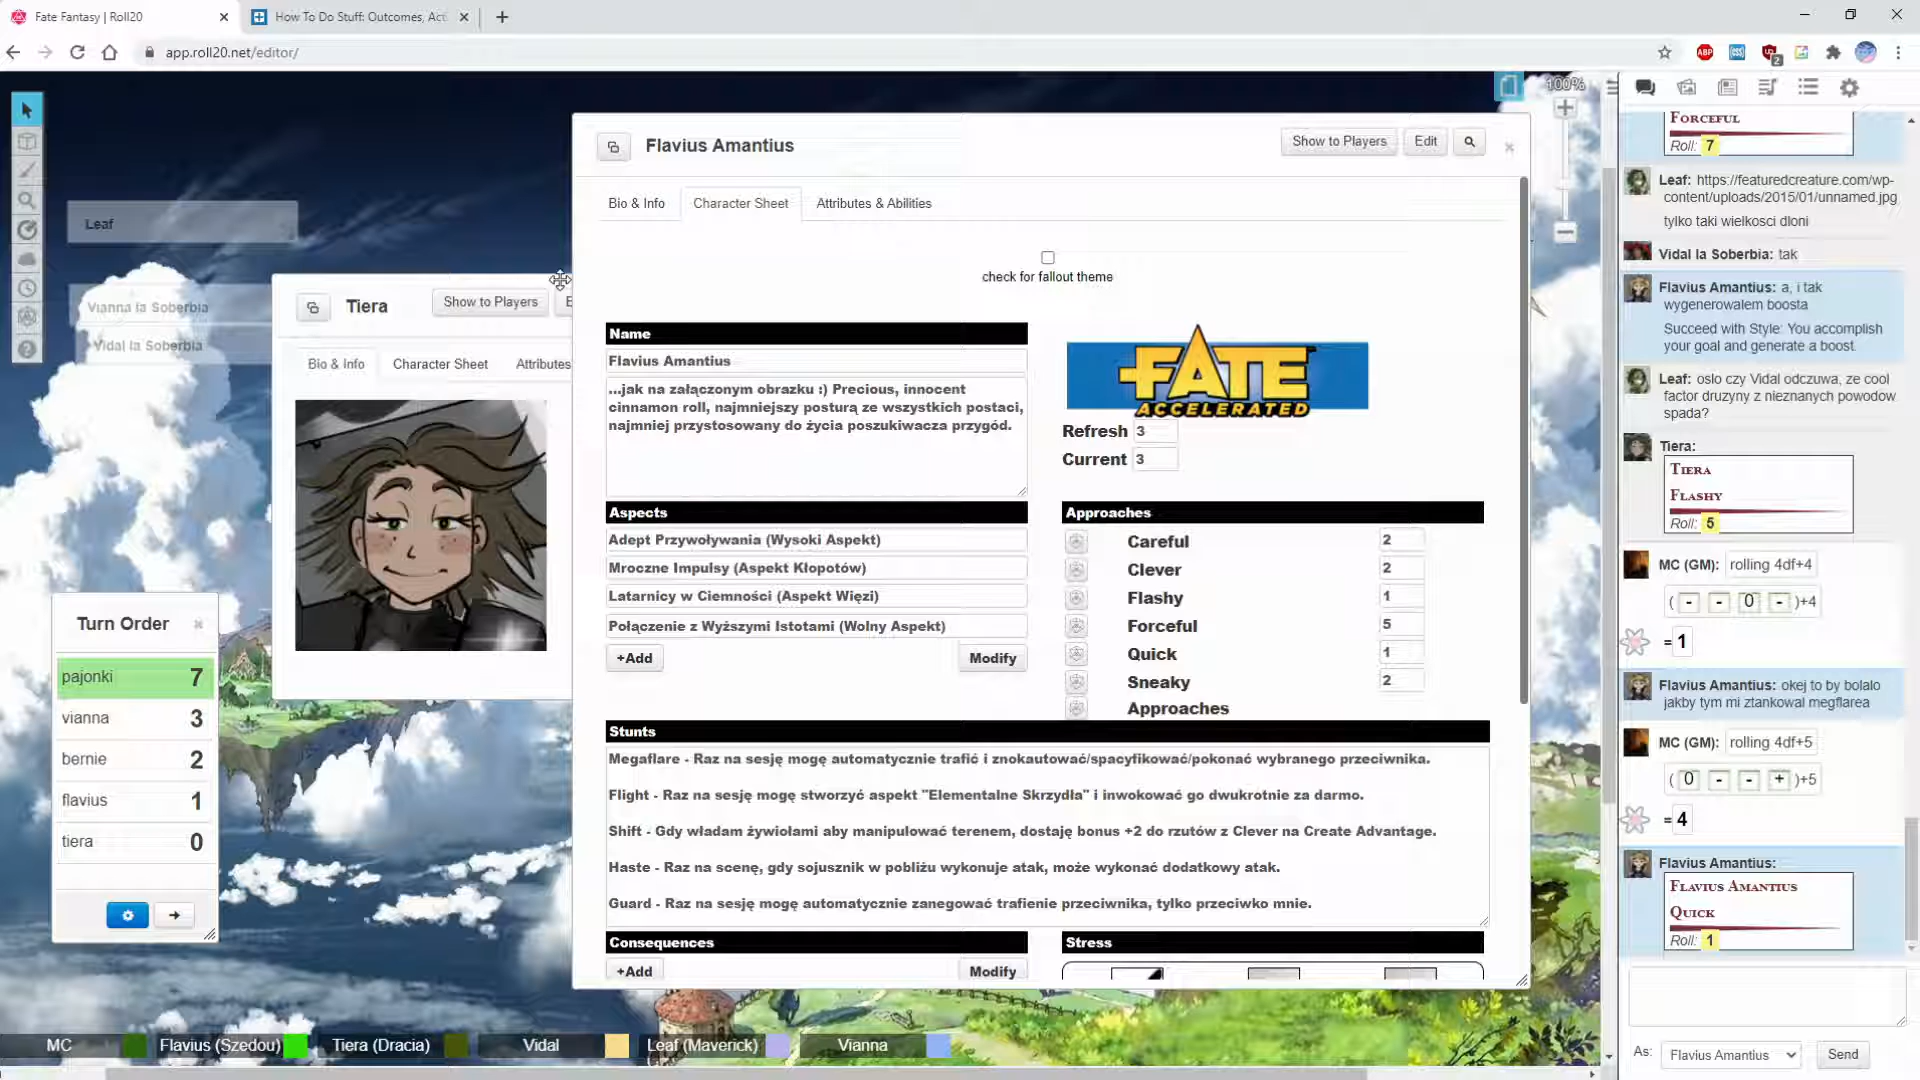 Fate Fantasy | Roll20
How To Do Stuff: Outcomes, Act
app.roll20.net/editor/
2
100%
Leaf
Vianna la Soberbia
Vidal la Soberbia
Tiera
Show to Players
E
Bio & Info
Character Sheet
Attributes
Turn Order
pajonki 7
vianna 3
bernie 2
flavius 1
tiera 0
Flavius Amantius
Show to Players
Edit
Bio & Info
Character Sheet
Attributes & Abilities
check for fallout theme
Name
Flavius Amantius
...jak na załączonym obrazku :) Precious, innocent
cinnamon roll, najmniejszy posturą ze wszystkich postaci,
najmniej przystosowany do życia poszukiwacza przygód.
FATE
ACCELERATED
Refresh 3
Current 3
Aspects
Adept Przywoływania (Wysoki Aspekt)
Mroczne Impulsy (Aspekt Kłopotów)
Latarnicy w Ciemności (Aspekt Więzi)
Połączenie z Wyższymi Istotami (Wolny Aspekt)
+Add
Modify
Approaches
Careful 2
Clever 2
Flashy 1
Forceful 5
Quick 1
Sneaky 2
Approaches
Stunts
Megaflare - Raz na sesję mogę automatycznie trafić i znokautować/spacyfikować/pokonać wybranego przeciwnika.
Flight - Raz na sesję mogę stworzyć aspekt "Elementalne Skrzydła" i inwokować go dwukrotnie za darmo.
Shift - Gdy władam żywiołami aby manipulować terenem, dostaję bonus +2 do rzutów z Clever na Create Advantage.
Haste - Raz na scenę, gdy sojusznik w pobliżu wykonuje atak, może wykonać dodatkowy atak.
Guard - Raz na sesję mogę automatycznie zanegować trafienie przeciwnika, tylko przeciwko mnie.
Consequences
+Add
Modify
Stress
MC
Flavius (Szedou)
Tiera (Dracia)
Vidal
Leaf (Maverick)
Vianna
Forceful
Roll: 7
Leaf: https://featuredcreature.com/wp-
content/uploads/2015/01/unnamed.jpg
tylko taki wielkosci dloni
Vidal la Soberbia: tak
Flavius Amantius: a, i tak
wygenerowalem boosta
Succeed with Style: You accomplish
your goal and generate a boost.
Leaf: oslo czy Vidal odczuwa, ze cool
factor druzyny z nieznanych powodow
spada?
Tiera:
Tiera
Flashy
Roll: 5
MC (GM): rolling 4df+4
( - - 0 - )+4
=1
Flavius Amantius: okej to by bolalo
jakby tym mi ztankowal megflarea
MC (GM): rolling 4df+5
( 0 - - + )+5
=4
Flavius Amantius:
Flavius Amantius
Quick
Roll: 1
As: Flavius Amantius
Send